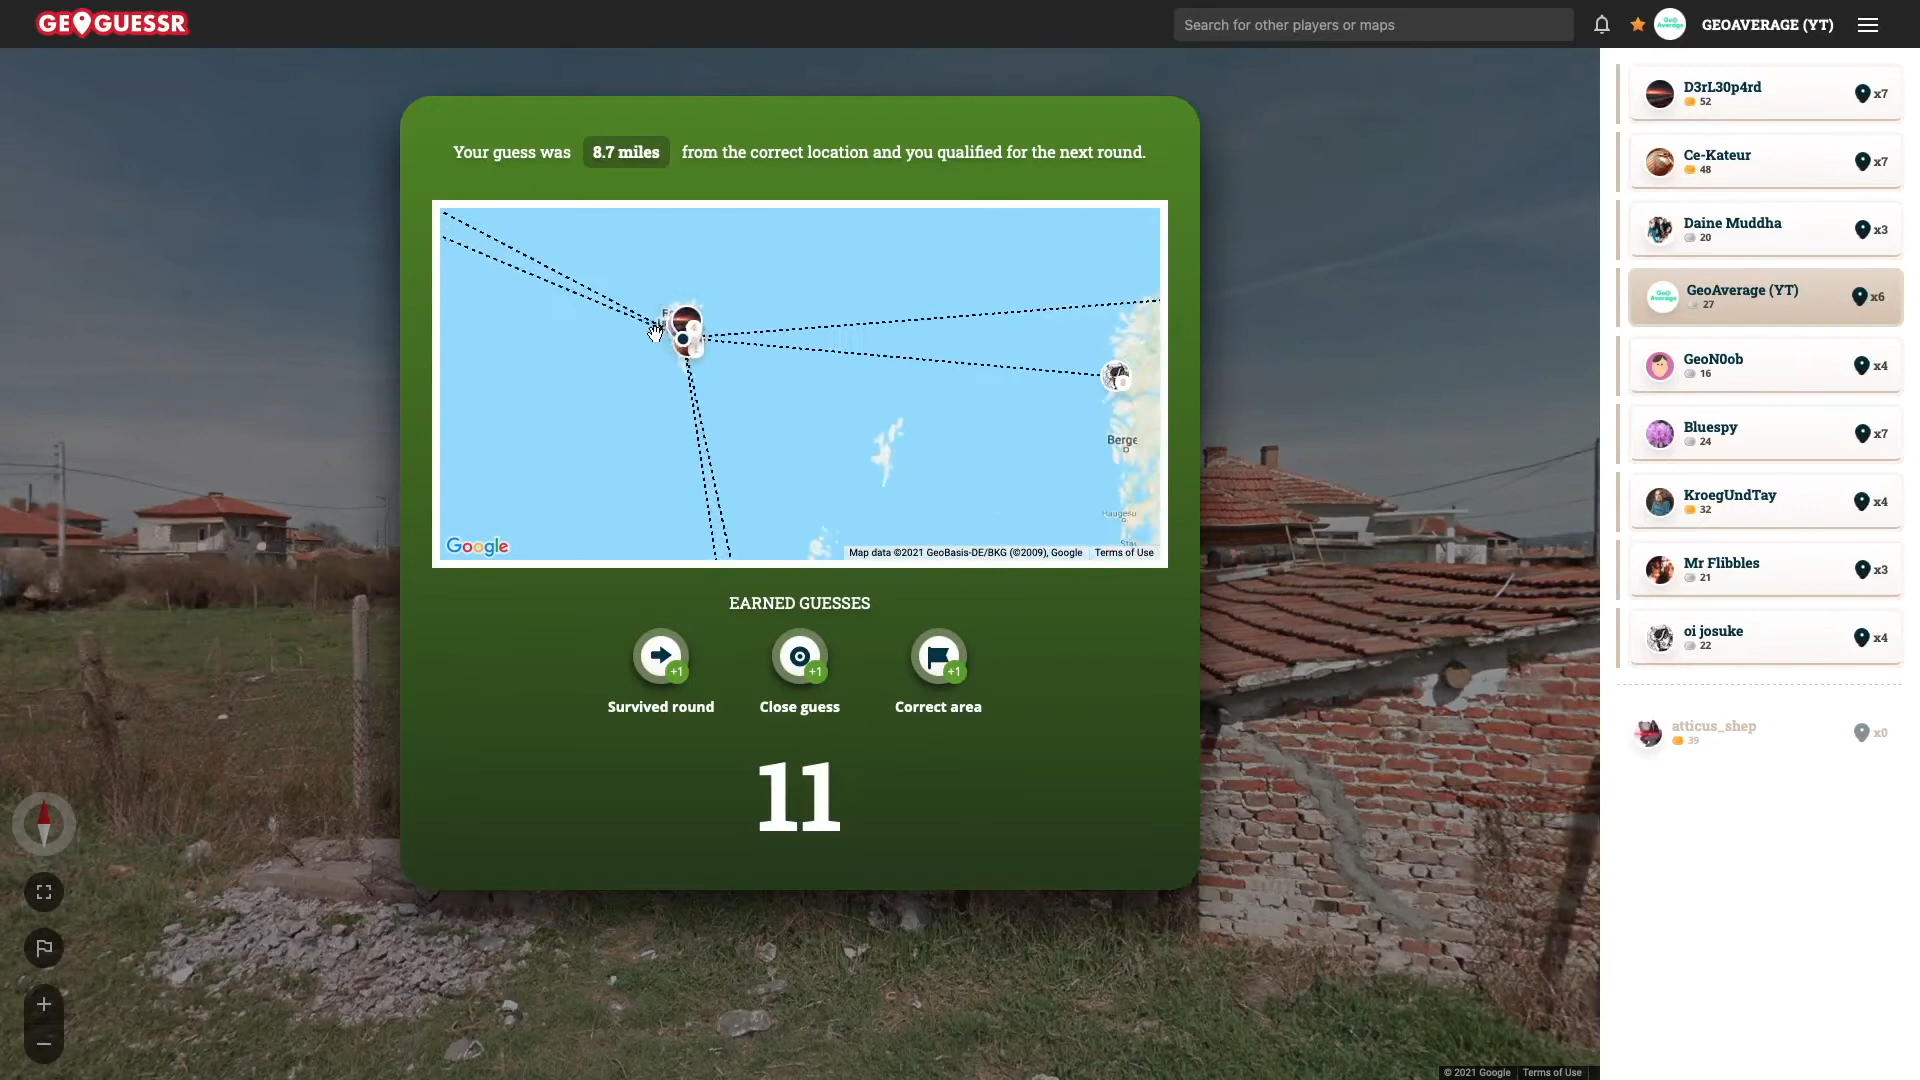 GEOGUESSR
Search for other players or maps
GEOAVERAGE (YT)
Your guess was 8.7 miles from the correct location and you qualified for the next round.
Berge
Haugesu
Stav
Google
Map data ©2021 GeoBasis-DE/BKG (©2009), Google
Terms of Use
EARNED GUESSES
+1
+1
+1
Survived round
Close guess
Correct area
11
D3rL30p4rd
52
x7
Ce-Kateur
48
x7
Daine Muddha
20
x3
GeoAverage (YT)
27
x6
GeoN0ob
16
x4
Bluespy
24
x7
KroegUndTay
32
x4
Mr Flibbles
21
x3
oi josuke
22
x4
atticus_shep
39
x0
© 2021 Google
Terms of Use